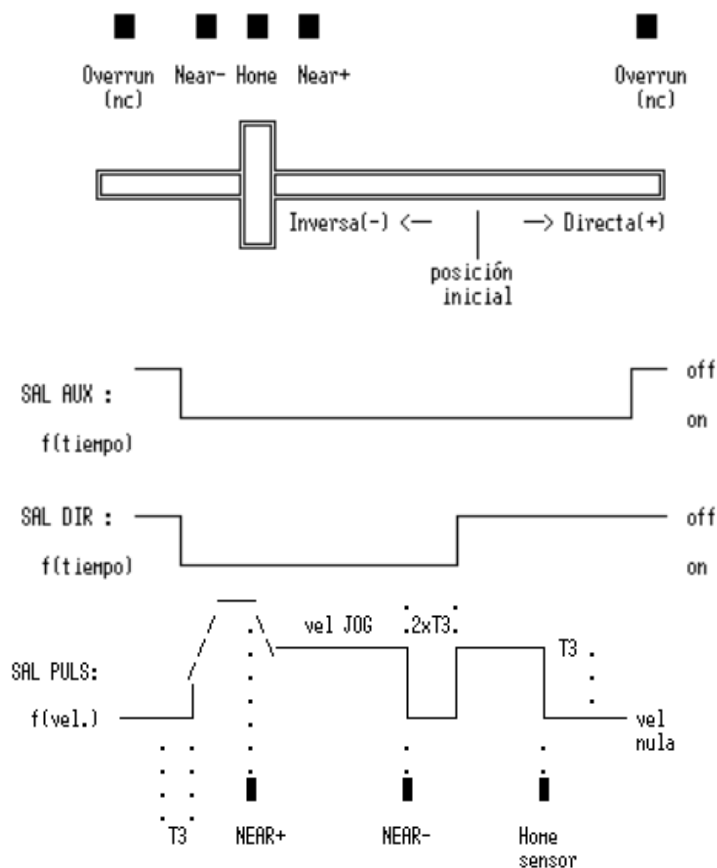 Overrun Near- Home Near+ Overrun
(nc) (nc)
Inversa(-) <— —> Directa(+)
posición
inicial
off
SAL AUX :
on
f(tiempo)
SAL DIR : off
f(tiempo) on
vel JOG .2xT3.
SAL PULS: T3
f(vel.) vel
nula
T3 NEAR+ NEAR- Home
sensor